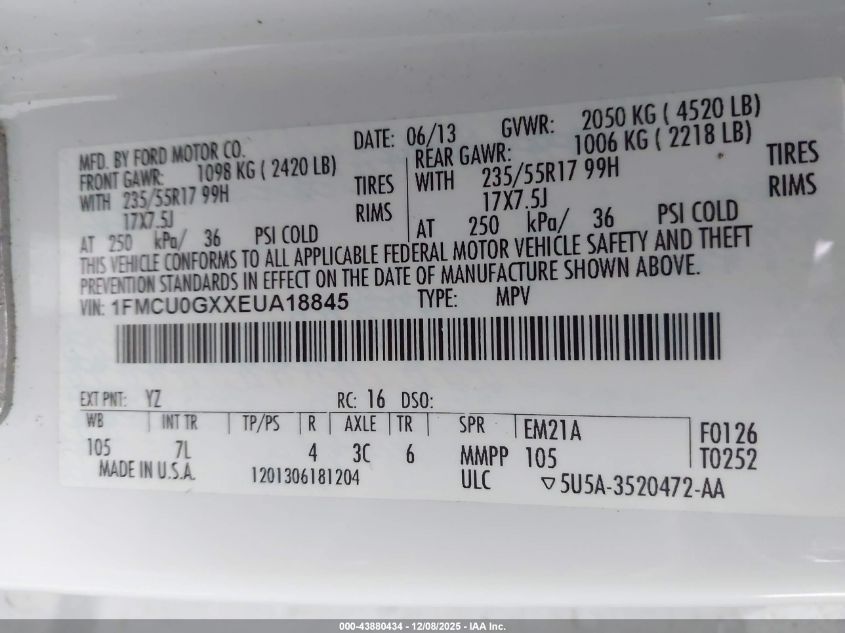 MFD. BY FORD MOTOR CO.
DATE: 06/13 GVWR: 2050 KG ( 4520 LB)
FRONT GAWR: 1098 KG ( 2420 LB)
REAR GAWR: 1006 KG ( 2218 LB)
WITH 235/55R17 99H TIRES
WITH 235/55R17 99H TIRES
17X7.5J RIMS
17X7.5J RIMS
AT 250 kPa/ 36 PSI COLD
AT 250 kPa/ 36 PSI COLD
THIS VEHICLE CONFORMS TO ALL APPLICABLE FEDERAL MOTOR VEHICLE SAFETY AND THEFT
PREVENTION STANDARDS IN EFFECT ON THE DATE OF MANUFACTURE SHOWN ABOVE.
VIN: 1FMCU0GXXEUA18845 TYPE: MPV
EXT PNT: YZ RC: 16 DSO:
WB INT TR TP/PS R AXLE TR SPR EM21A F0126
105 7L 4 3C 6 MMPP 105 T0252
MADE IN U.S.A. 1201306181204 ULC ▽5U5A-3520472-AA
000-43880434 - 12/08/2025 - IAA Inc.